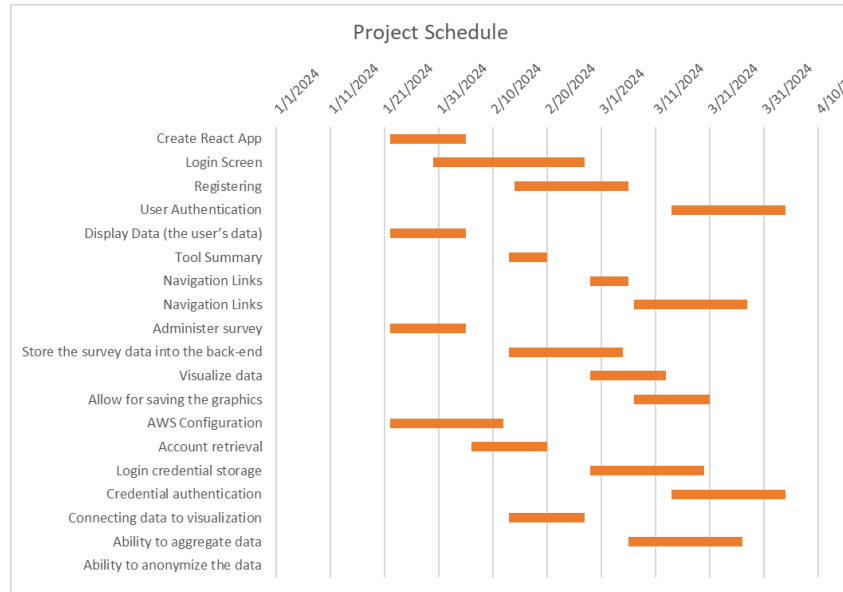 Project Schedule
1/1/2024
1/11/2024
1/21/2024
1/31/2024
2/10/2024
2/20/2024
3/1/2024
3/11/2024
3/21/2024
3/31/2024
Create React App
Login Screen
Registering
User Authentication
Display Data (the user’s data)
Tool Summary
Navigation Links
Navigation Links
Administer survey
Store the survey data into the back-end
Visualize data
Allow for saving the graphics
AWS Configuration
Account retrieval
Login credential storage
Credential authentication
Connecting data to visualization
Ability to aggregate data
Ability to anonymize the data